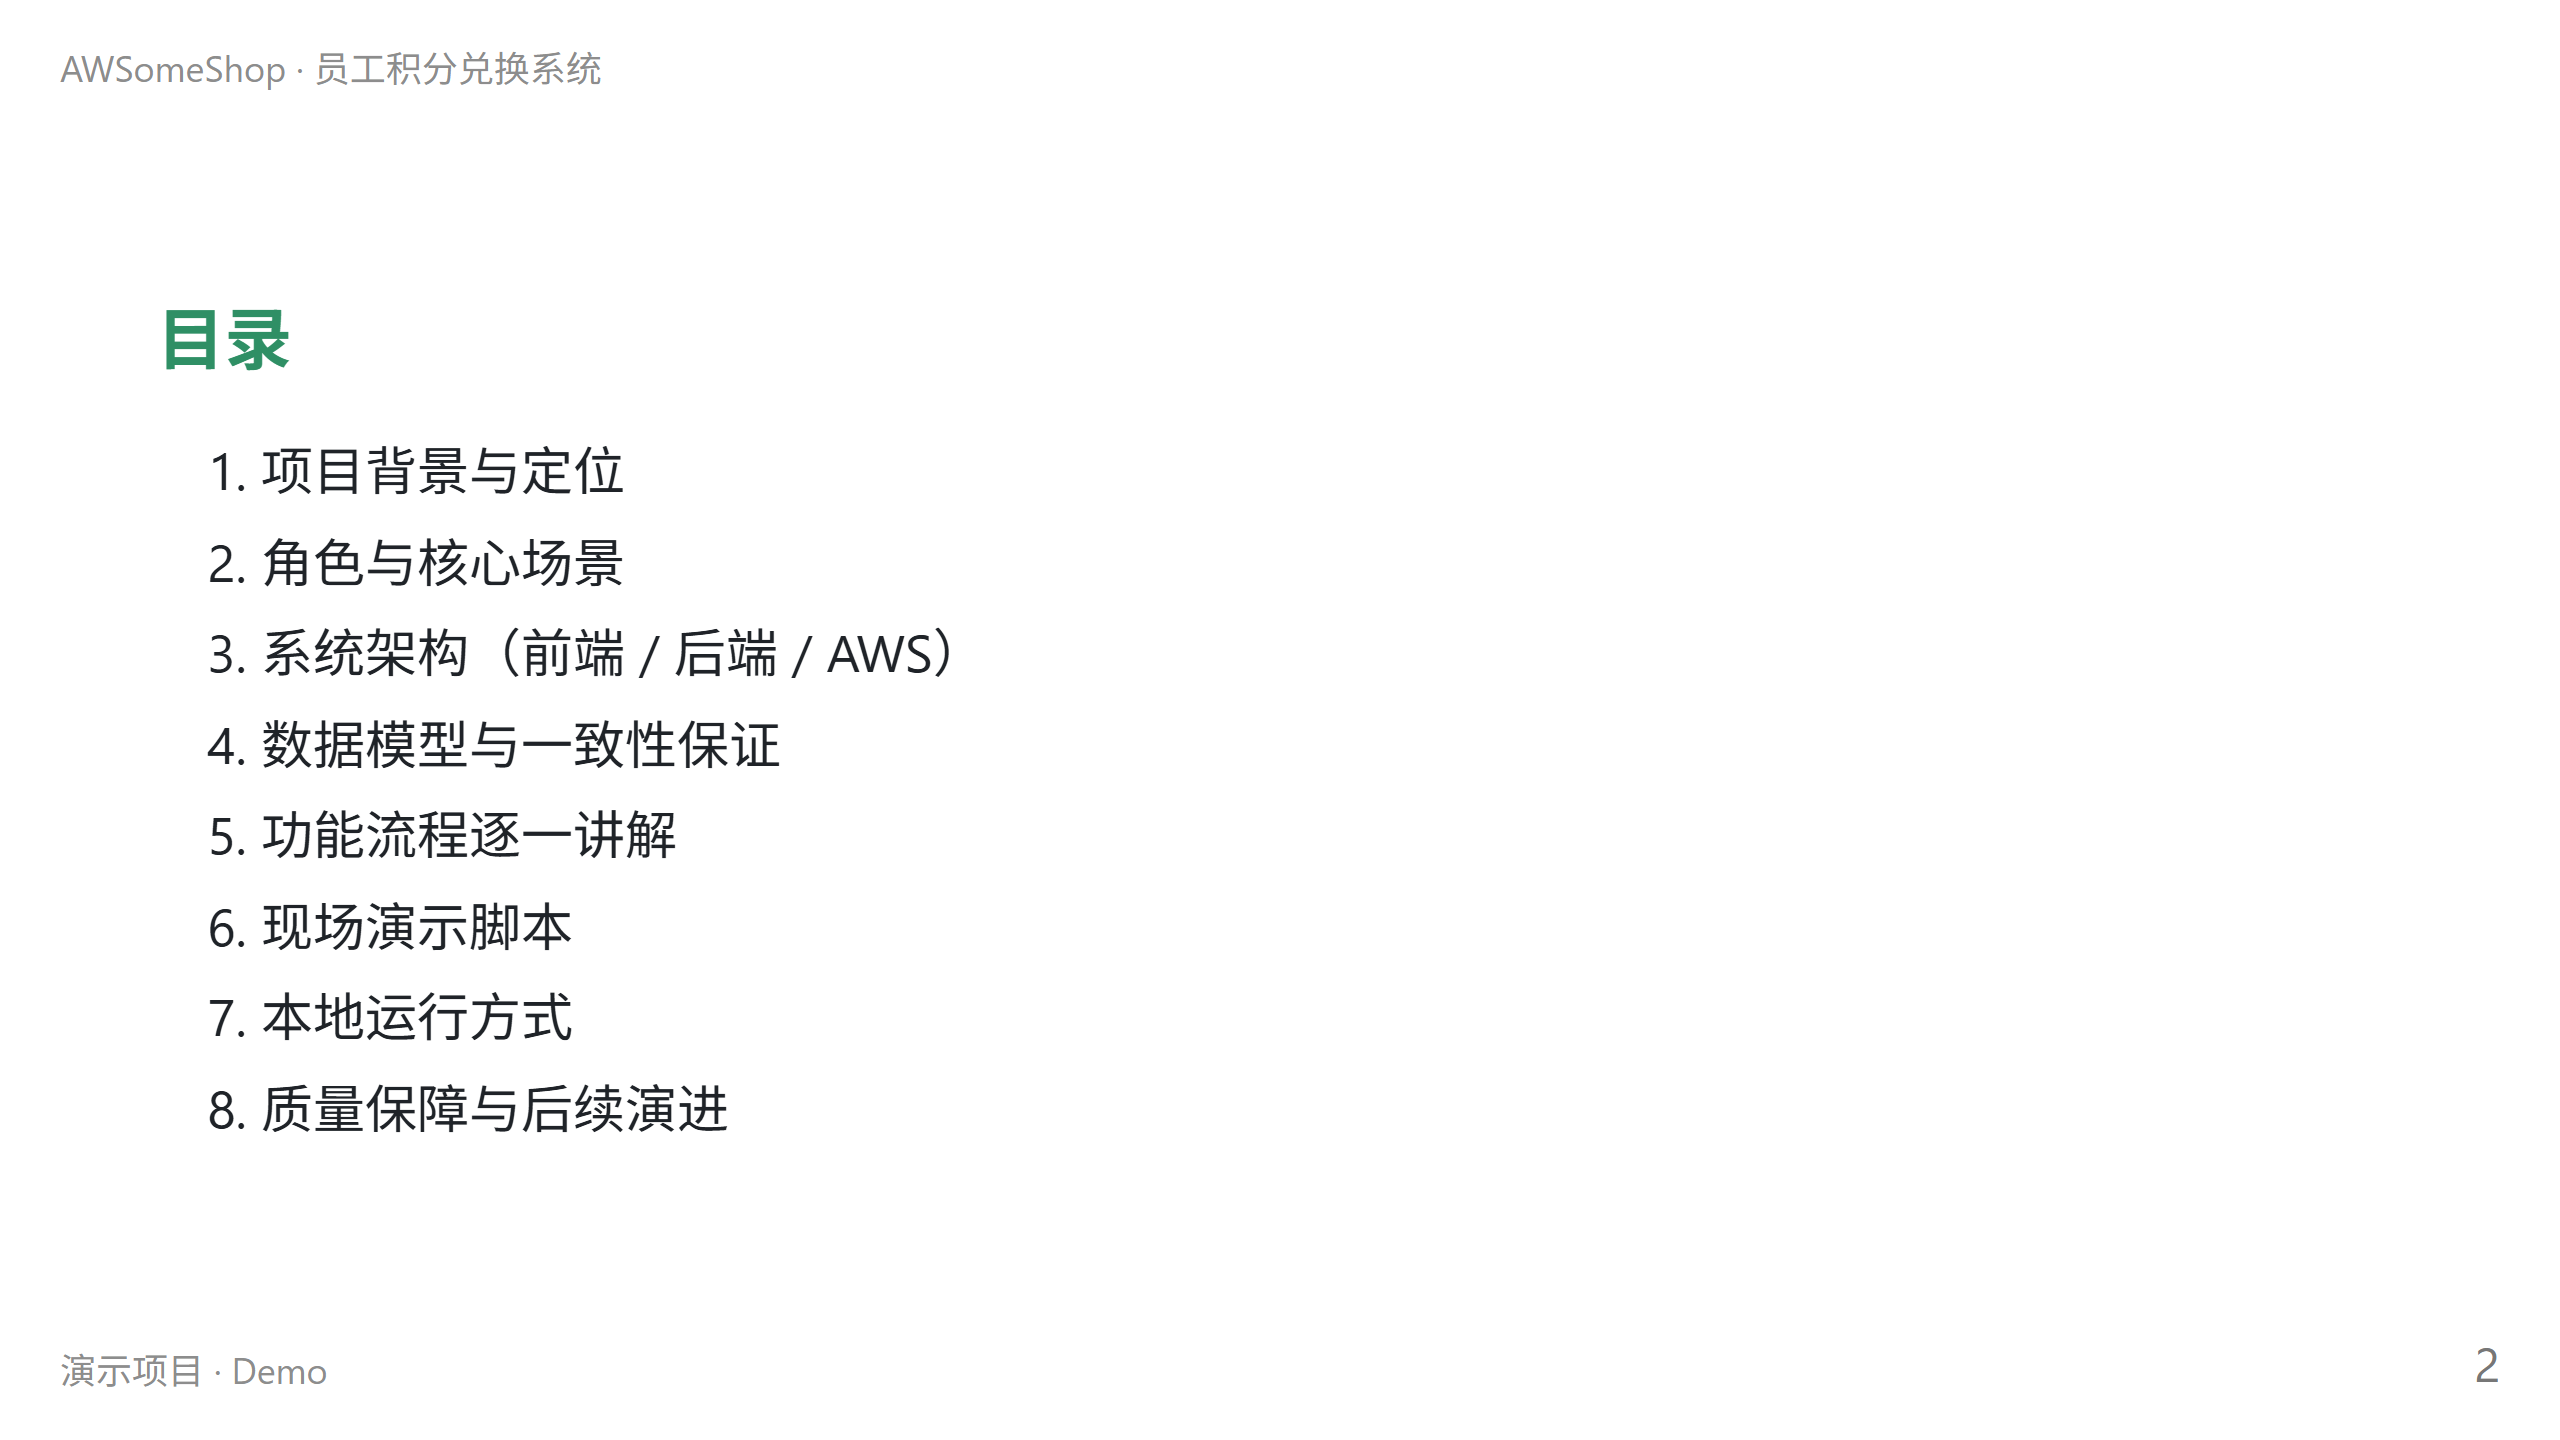 AWSomeShop · 员工积分兑换系统
目录
1. 项目背景与定位
2. 角色与核心场景
3. 系统架构（前端 / 后端 / AWS）
4. 数据模型与一致性保证
5. 功能流程逐一讲解
6. 现场演示脚本
7. 本地运行方式
8. 质量保障与后续演进
演示项目 · Demo
2